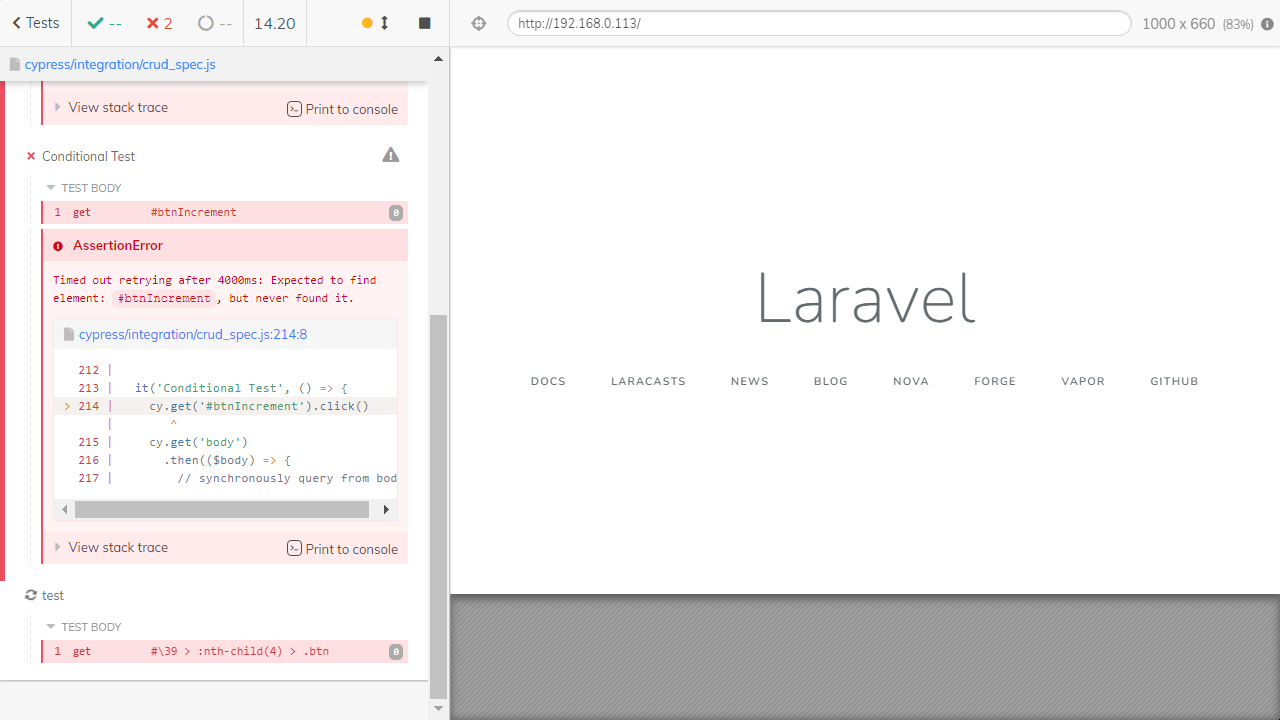 Tests
--
2
--
14.20
http://192.168.0.113/
1000 x 660 (83%)
cypress/integration/crud_spec.js
View stack trace
Print to console
Conditional Test
TEST BODY
1 get #btnIncrement 0
AssertionError
Timed out retrying after 4000ms: Expected to find
element: #btnIncrement, but never found it.
cypress/integration/crud_spec.js:214:8
212 |
213 | it('Conditional Test', () => {
> 214 | cy.get('#btnIncrement').click()
| ^
215 | cy.get('body')
216 | .then(($body) => {
217 | // synchronously query from bod
View stack trace
Print to console
test
TEST BODY
1 get #\39 > :nth-child(4) > .btn 0
Laravel
DOCS LARACASTS NEWS BLOG NOVA FORGE VAPOR GITHUB